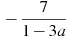 - 7/(1 - 3a)